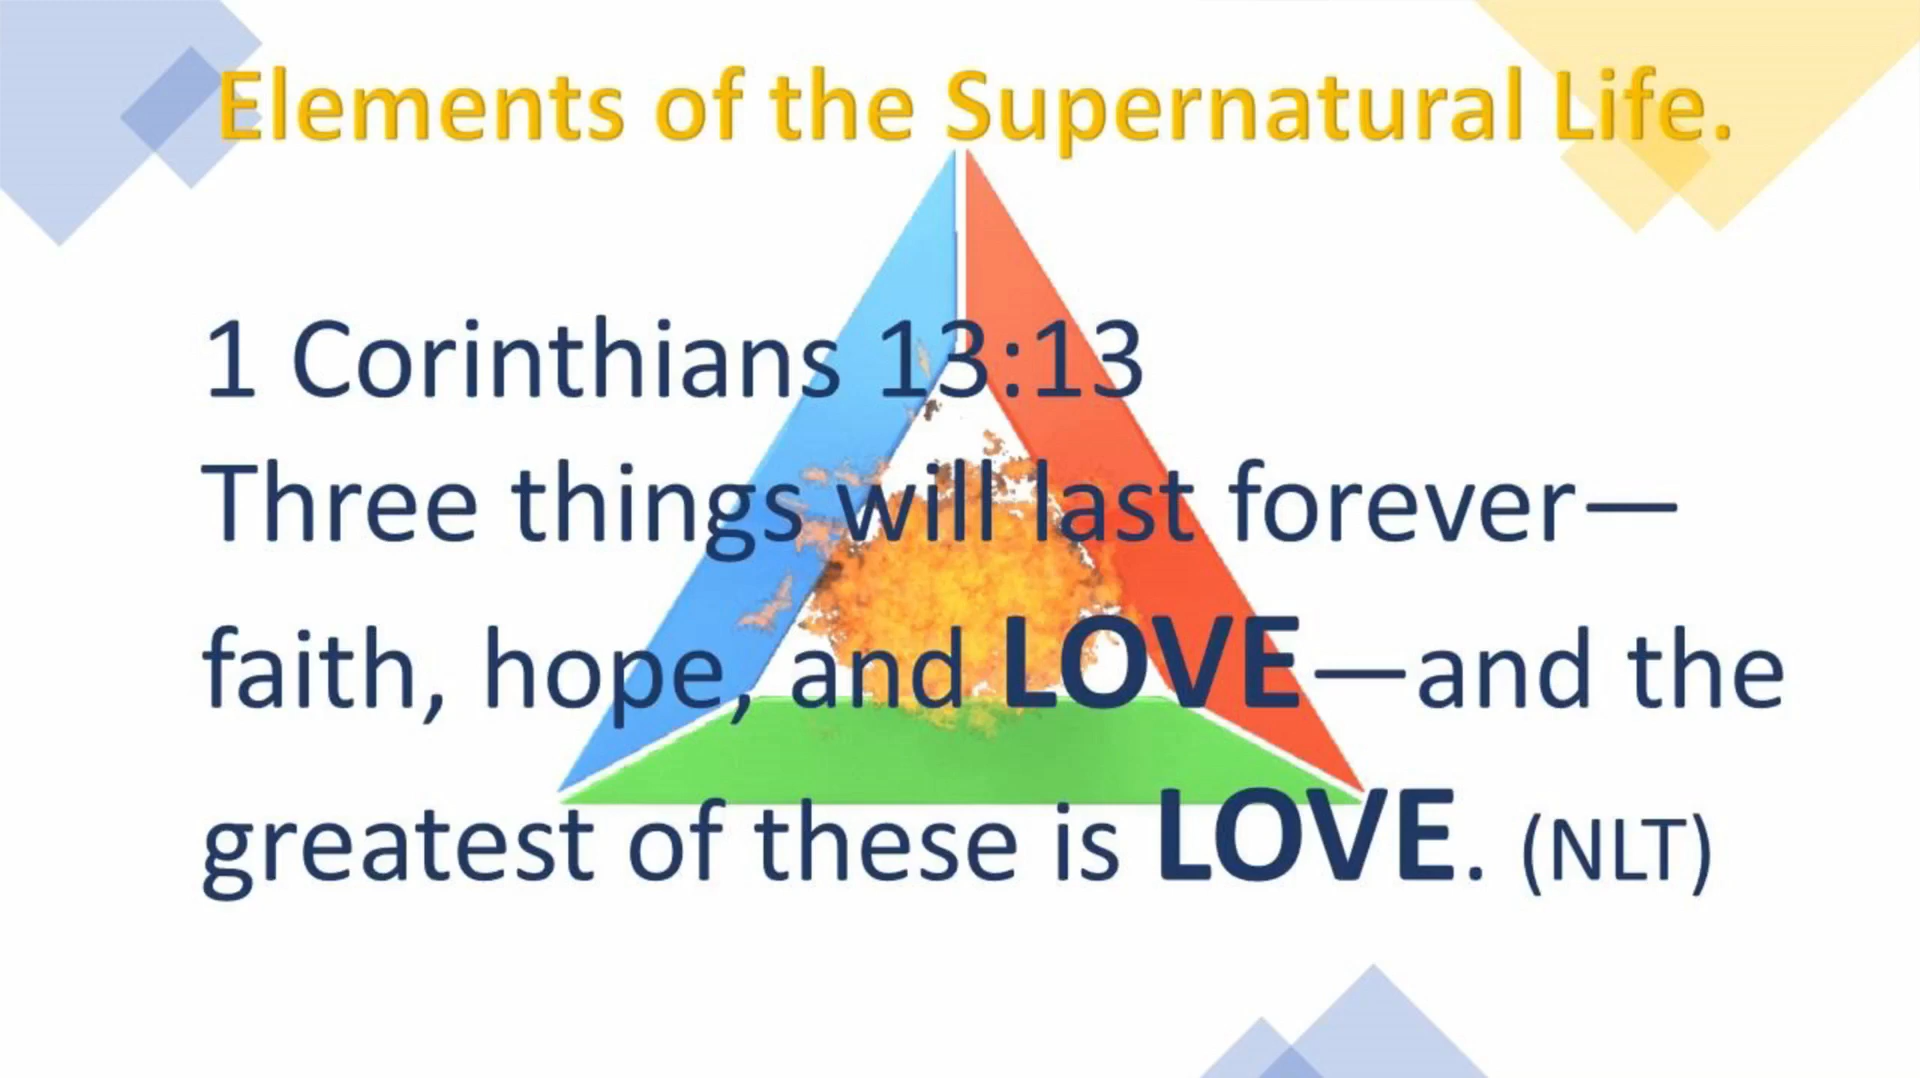 Elements of the Supernatural Life.
1 Corinthians 13:13
Three things will last forever—
faith, hope, and LOVE—and the
greatest of these is LOVE. (NLT)